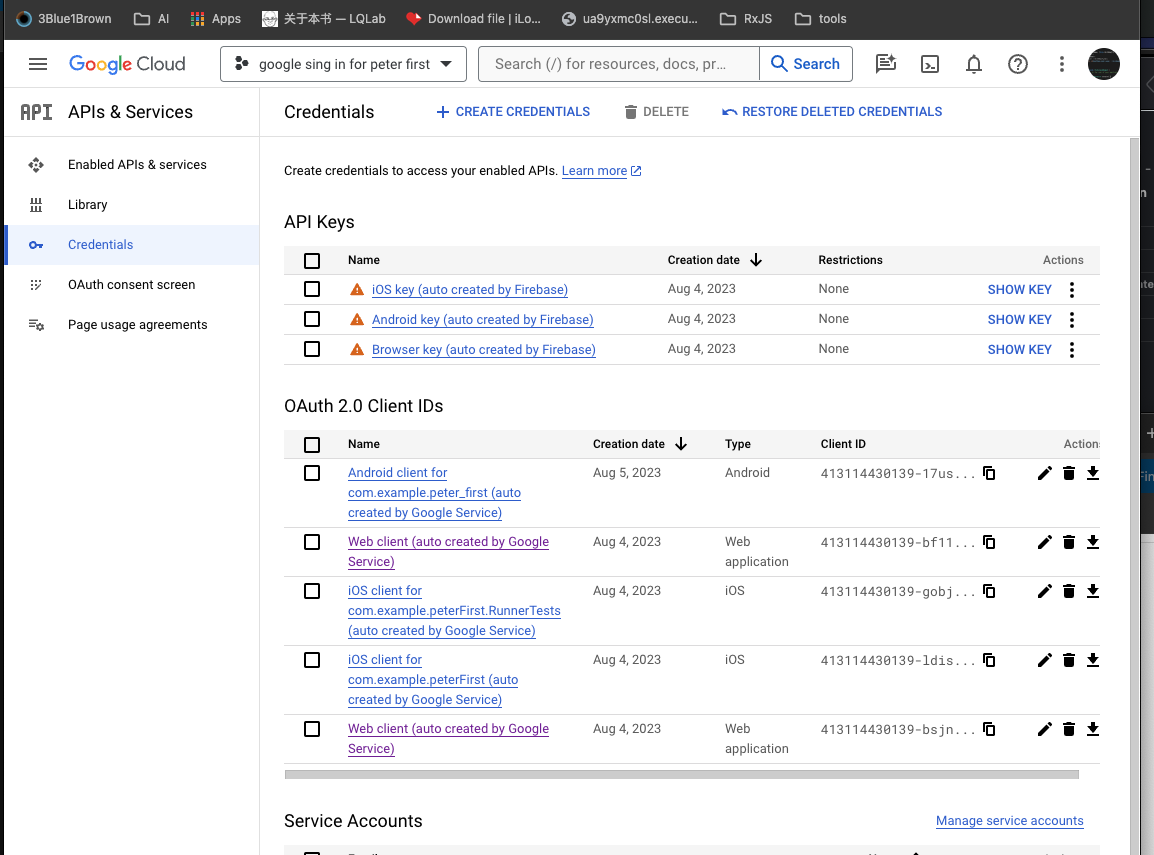 3Blue1Brown
AI
Apps
关于本书 — LQLab
Download file | iLo...
ua9yxmc0sl.execu...
RxJS
tools
Google Cloud
google sing in for peter first
Search (/) for resources, docs, pr...
Search
API APIs & Services
Credentials
CREATE CREDENTIALS
DELETE
RESTORE DELETED CREDENTIALS
Enabled APIs & services
Library
Credentials
OAuth consent screen
Page usage agreements
Create credentials to access your enabled APIs. Learn more
API Keys
Name Creation date Restrictions Actions
iOS key (auto created by Firebase) Aug 4, 2023 None SHOW KEY
Android key (auto created by Firebase) Aug 4, 2023 None SHOW KEY
Browser key (auto created by Firebase) Aug 4, 2023 None SHOW KEY
OAuth 2.0 Client IDs
Name Creation date Type Client ID Actions
Android client for Aug 5, 2023 Android 413114430139-17us...
com.example.peter_first (auto
created by Google Service)
Web client (auto created by Google Aug 4, 2023 Web 413114430139-bf11...
Service) application
iOS client for Aug 4, 2023 iOS 413114430139-gobj...
com.example.peterFirst.RunnerTests
(auto created by Google Service)
iOS client for Aug 4, 2023 iOS 413114430139-ldis...
com.example.peterFirst (auto
created by Google Service)
Web client (auto created by Google Aug 4, 2023 Web 413114430139-bsjn...
Service) application
Service Accounts Manage service accounts